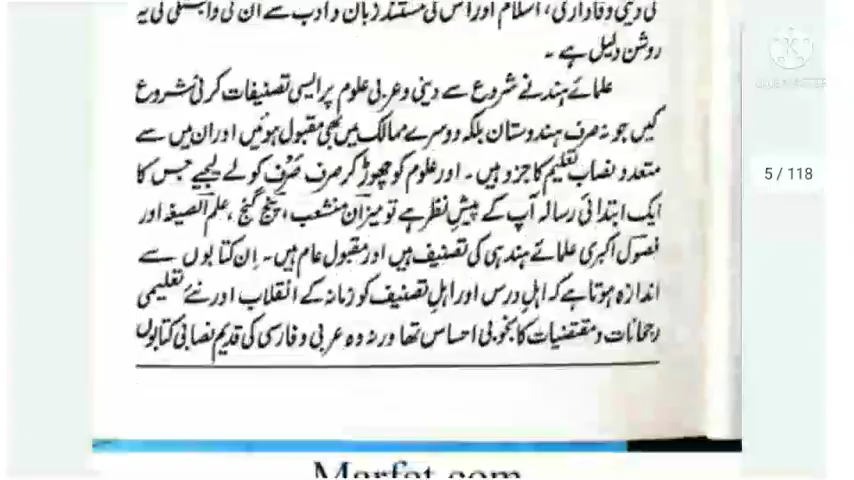 کی دینی وفاداری، اسلام اور اس کی مستند زبان و ادب سے ان کی وابستگی کی یہ
روشن دلیل ہے۔
علمائے ہند نے شروع سے دینی و عربی علوم پر ایسی تصنیفات کرنی شروع
کیں جو نہ صرف ہندوستان بلکہ دوسرے ممالک میں بھی مقبول ہوئیں اور ان میں سے
متعدد نصاب تعلیم کا جزو ہیں۔ اور علوم کو چھوڑ کر صرف صَرْف کو لے لیجیے جس کا
ایک ابتدائی رسالہ آپ کے پیش نظر ہے تو میزان منشعب، پنج گنج، علم الصیغہ اور
فصول اکبری علمائے ہند ہی کی تصنیف ہیں اور مقبول عام ہیں۔ اِن کتابوں سے
اندازہ ہوتا ہے کہ اہلِ درس اور اہلِ تصنیف کو زمانہ کے انقلاب اور نئے تعلیمی
رجحانات و مقتضیات کا بخوبی احساس تھا ورنہ وہ عربی و فارسی کی قدیم نصابی کتابوں
5 / 118
Marfat.com